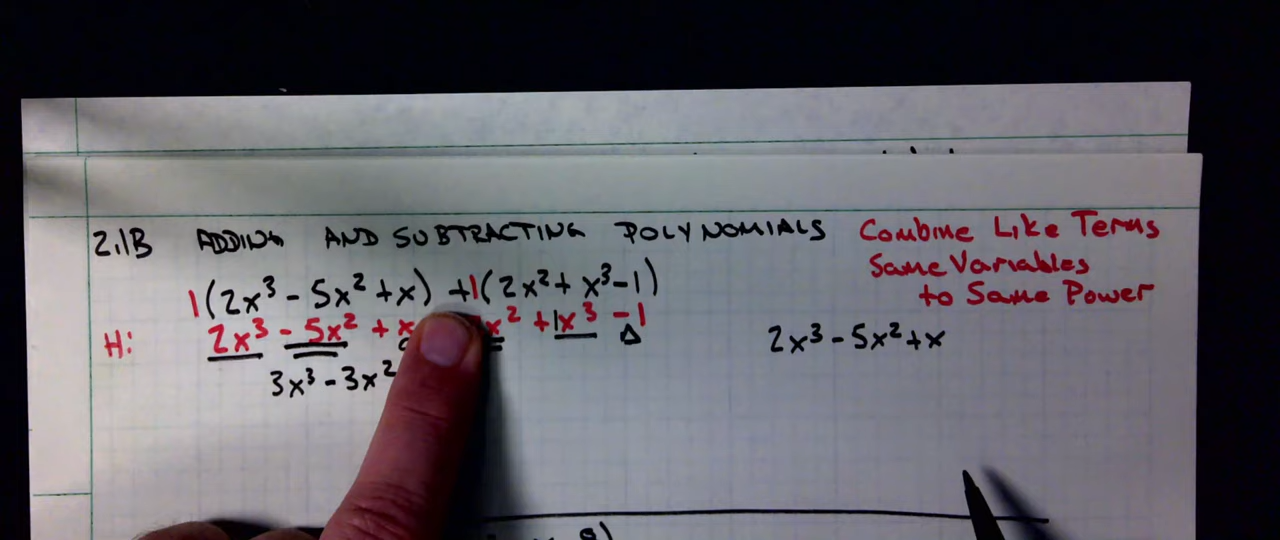 2.1B ADDING AND SUBTRACTING POLYNOMIALS
Combine Like Terms
Same Variables
to Same Power
1(2x³ - 5x² + x) +1(2x² + x³ - 1)
H: 2x³ - 5x² + x x² + 1x³ - 1
3x³ - 3x²
2x³ - 5x² + x